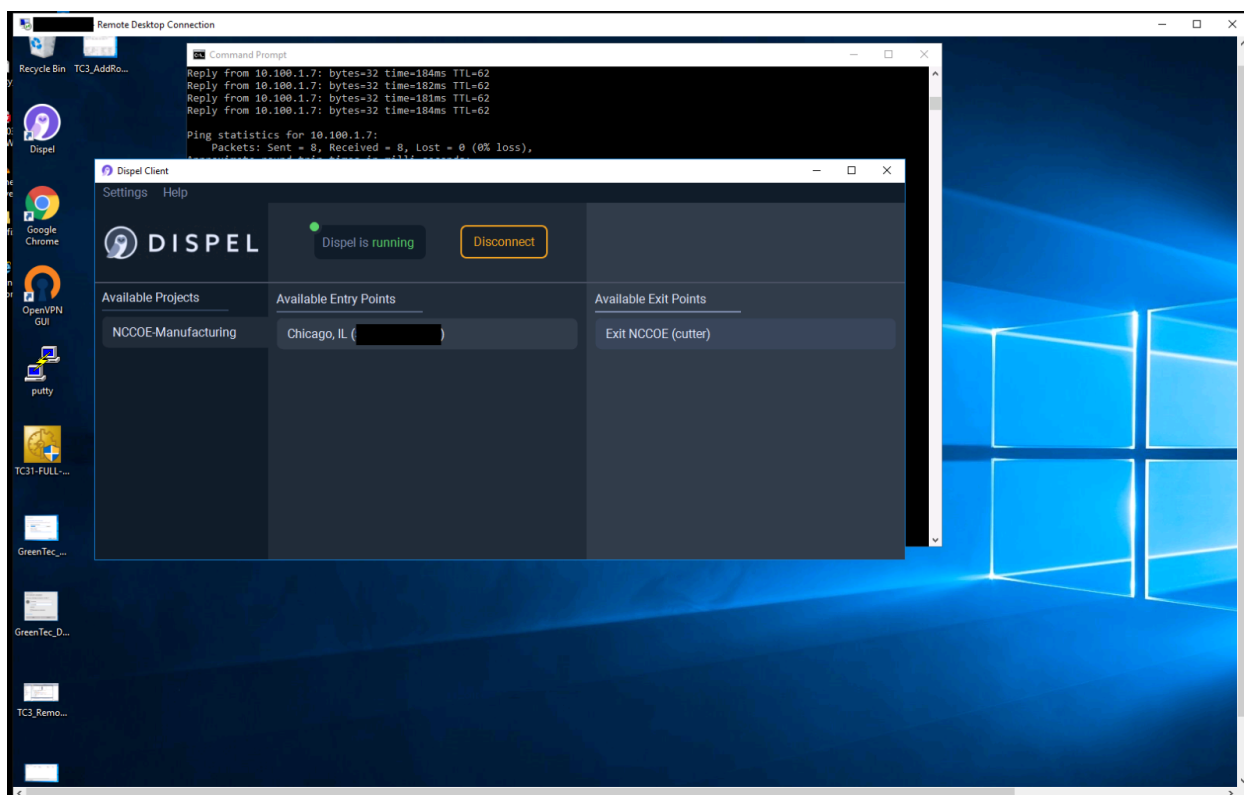 - Remote Desktop Connection
Recycle Bin
TC3_AddRo...
Command Prompt
Reply from 10.100.1.7: bytes=32 time=184ms TTL=62
Reply from 10.100.1.7: bytes=32 time=182ms TTL=62
Reply from 10.100.1.7: bytes=32 time=181ms TTL=62
Reply from 10.100.1.7: bytes=32 time=184ms TTL=62
Ping statistics for 10.100.1.7:
Packets: Sent = 8, Received = 8, Lost = 0 (0% loss),
Dispel
Google
Chrome
OpenVPN
GUI
putty
TC31-FULL-...
GreenTec_...
GreenTec_D...
TC3_Remo...
Dispel Client
Settings Help
DISPEL
Dispel is running
Disconnect
Available Projects
NCCOE-Manufacturing
Available Entry Points
Chicago, IL ( )
Available Exit Points
Exit NCCOE (cutter)